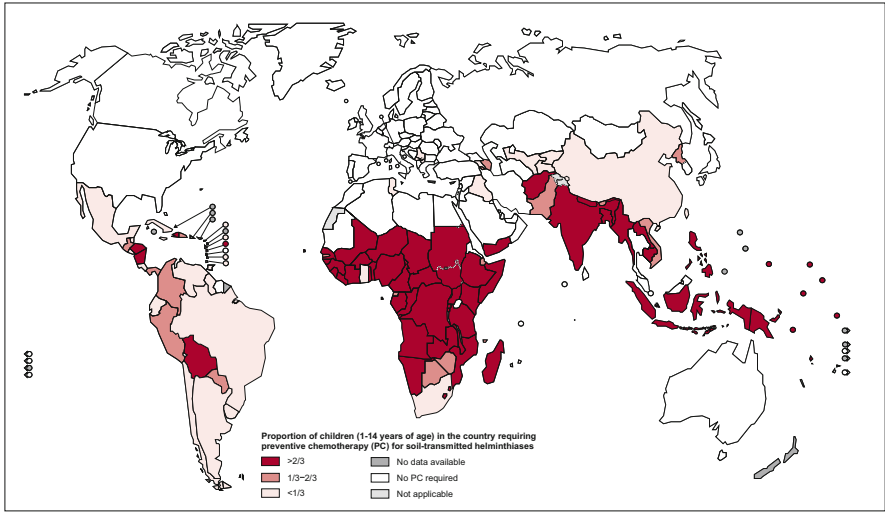 Proportion of children (1-14 years of age) in the country requiring
preventive chemotherapy (PC) for soil-transmitted helminthiases
>2/3
1/3–2/3
<1/3
No data available
No PC required
Not applicable